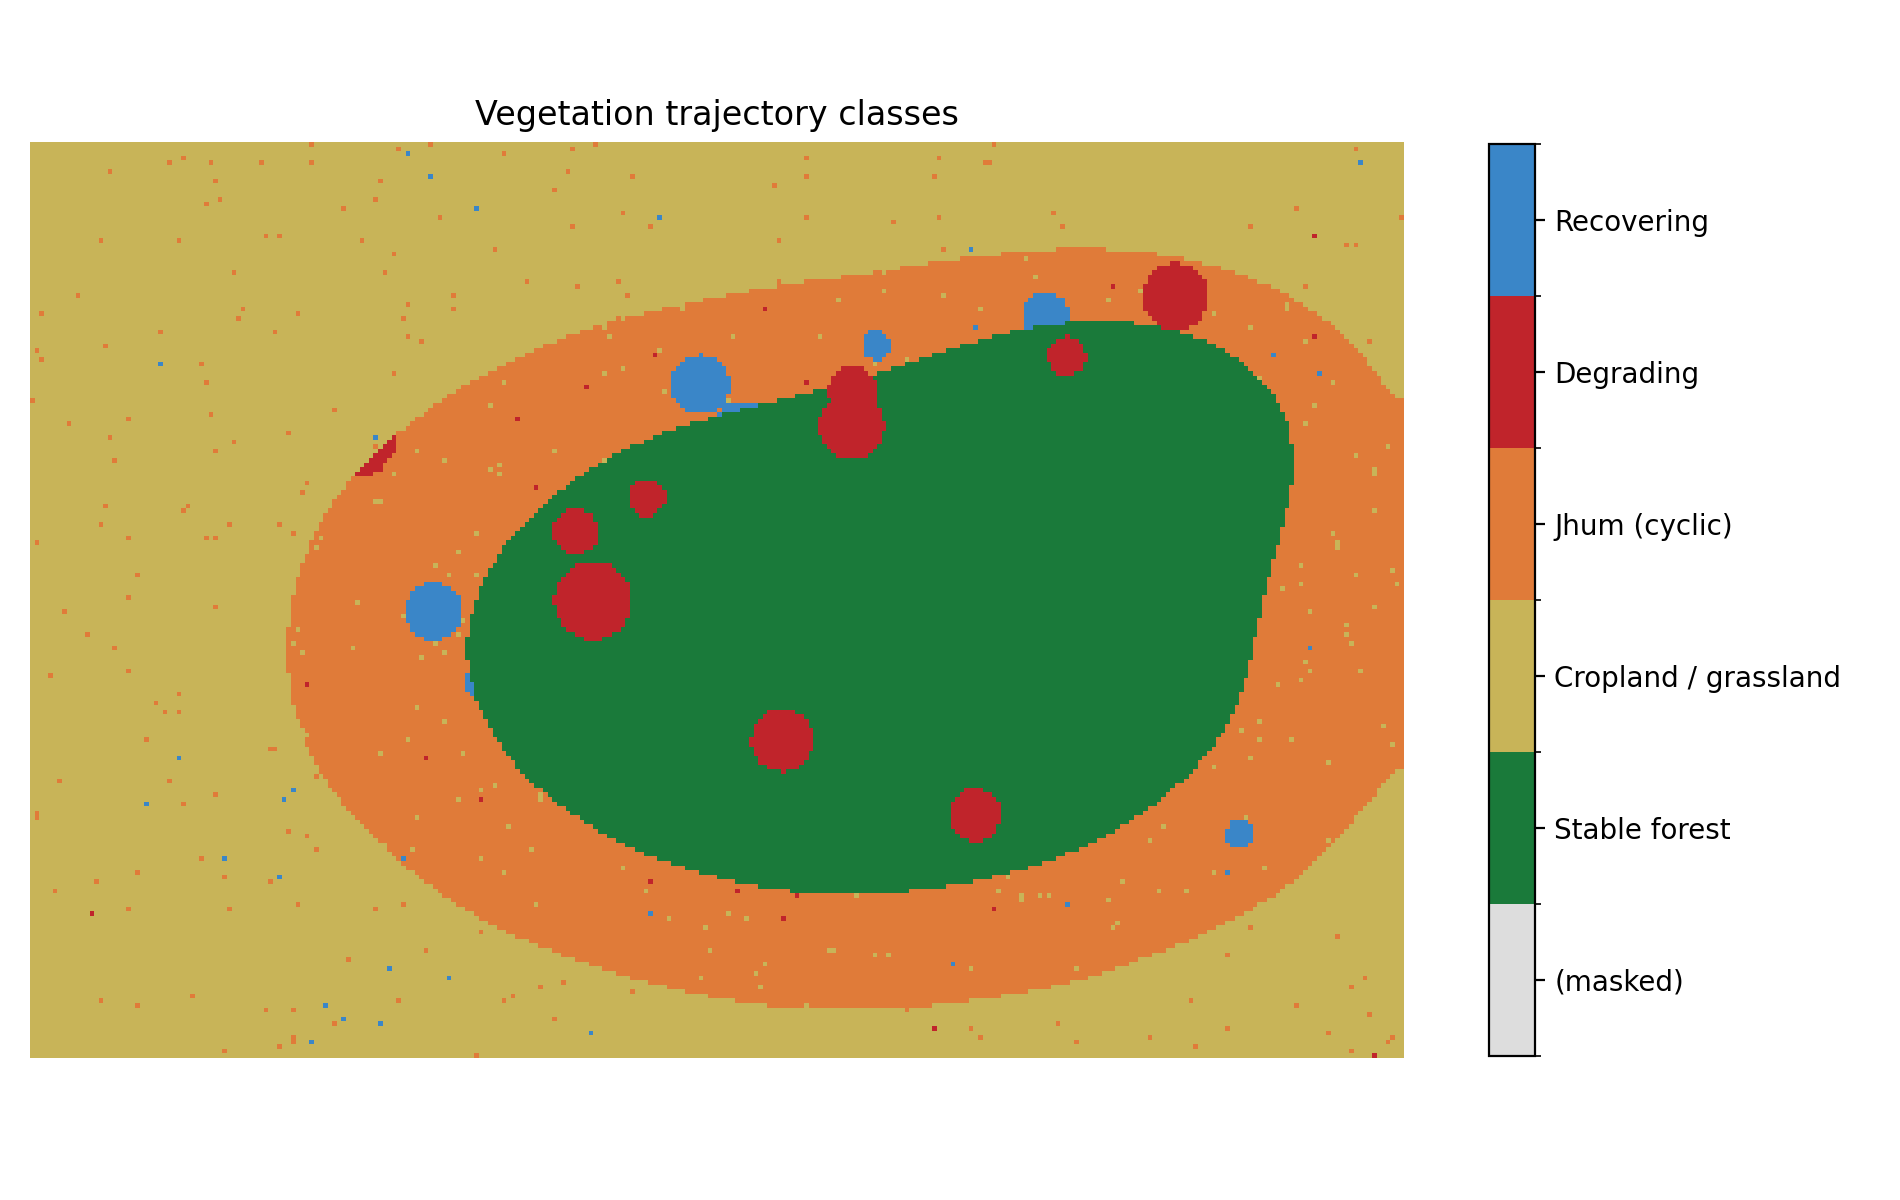 Vegetation trajectory classes
Recovering
Degrading
Jhum (cyclic)
Cropland / grassland
Stable forest
(masked)